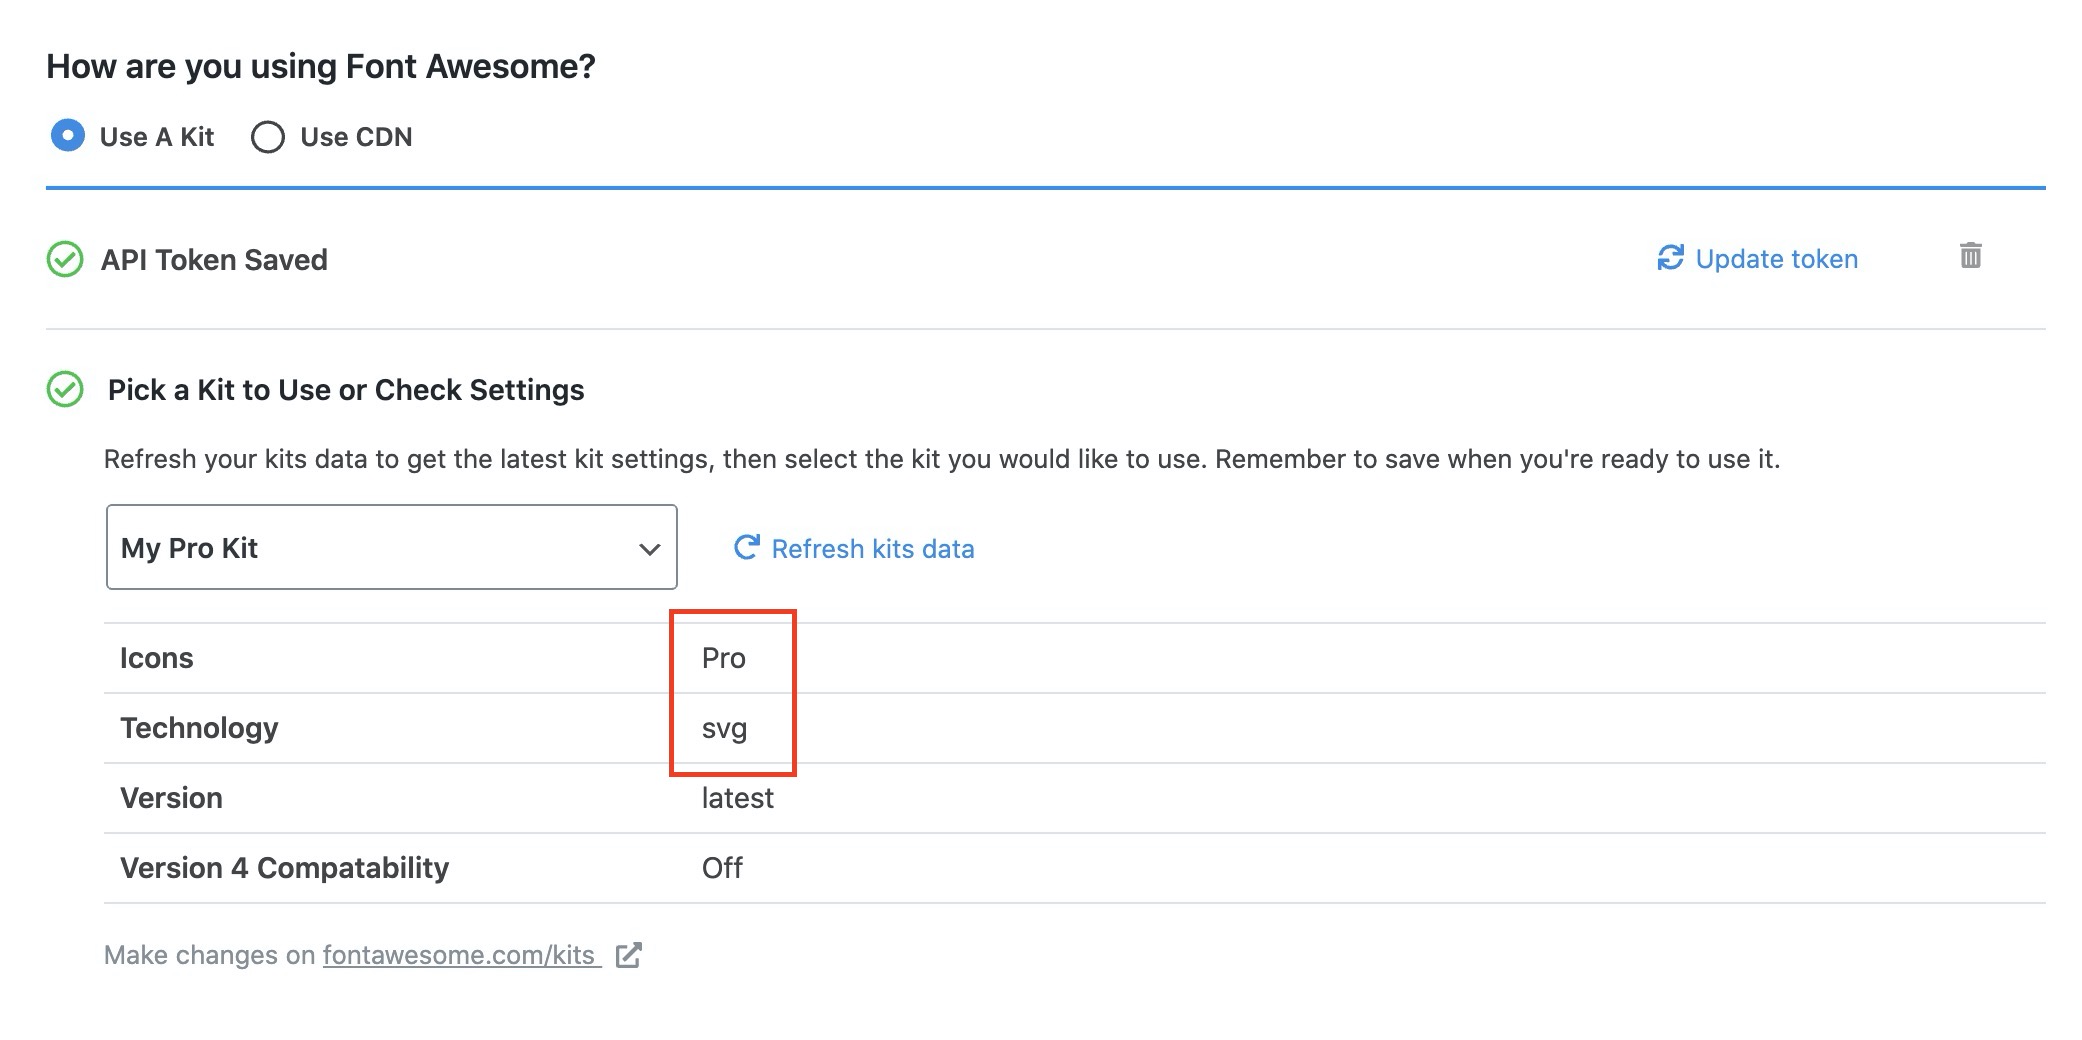 How are you using Font Awesome?
Use A Kit Use CDN
API Token Saved Update token
Pick a Kit to Use or Check Settings
Refresh your kits data to get the latest kit settings, then select the kit you would like to use. Remember to save when you're ready to use it.
My Pro Kit Refresh kits data
Icons Pro
Technology svg
Version latest
Version 4 Compatability Off
Make changes on fontawesome.com/kits